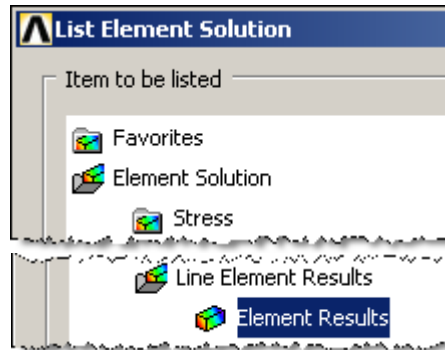 List Element Solution
Item to be listed
Favorites
Element Solution
Stress
Line Element Results
Element Results